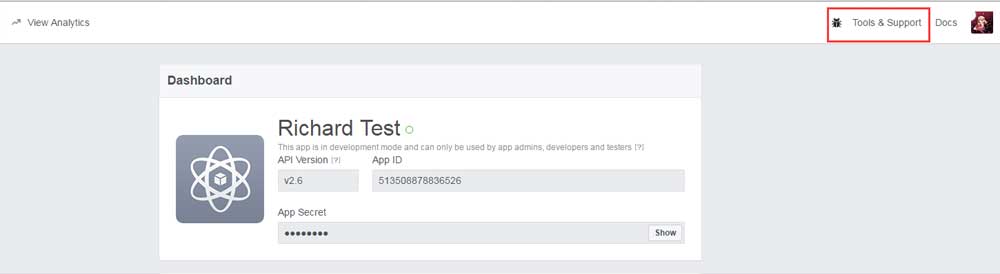 View Analytics
Tools & Support
Docs
Dashboard
Richard Test
This app is in development mode and can only be used by app admins, developers and testers [?]
API Version [?] App ID
v2.6 513508878836526
App Secret
●●●●●●●● Show